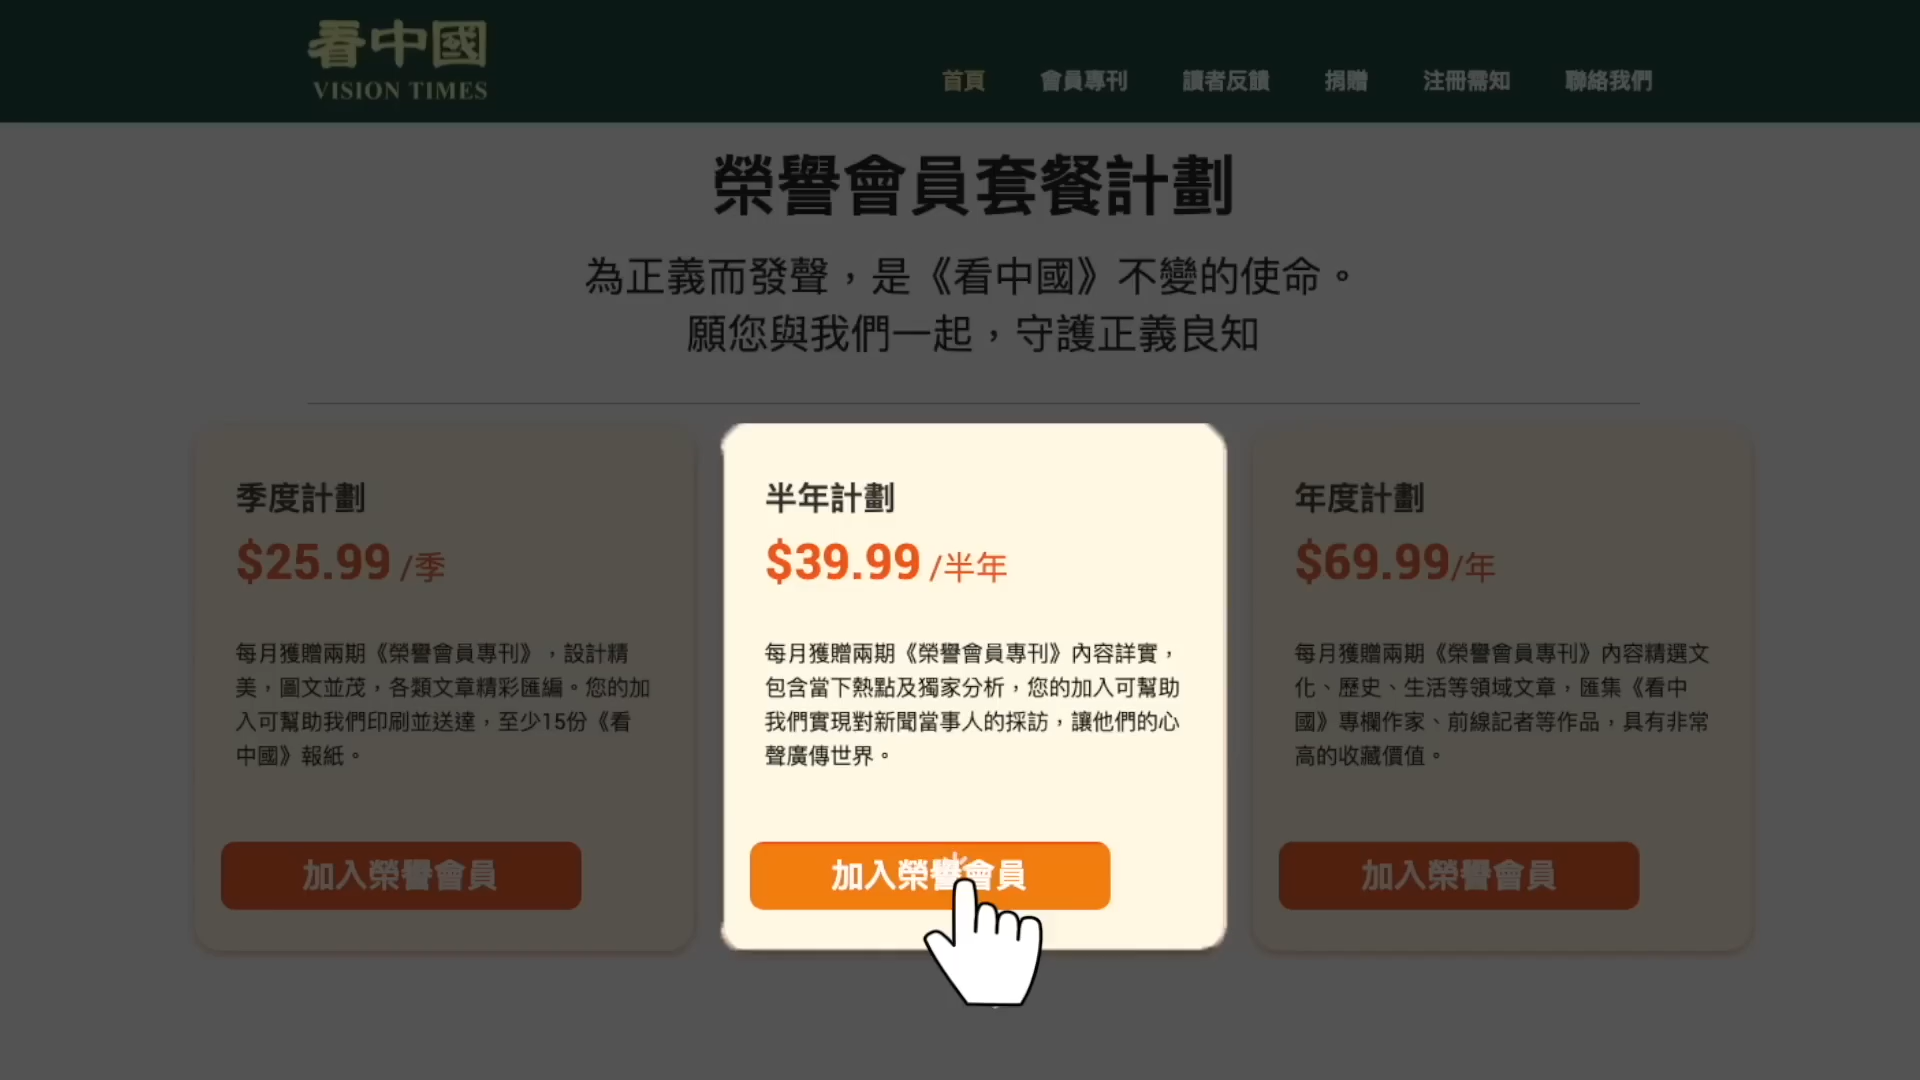 看中國
VISION TIMES
首頁
會員專刊
讀者反饋
捐贈
注冊需知
聯絡我們
榮譽會員套餐計劃
為正義而發聲，是《看中國》不變的使命。
願您與我們一起，守護正義良知
季度計劃
$25.99 /季
每月獲贈兩期《榮譽會員專刊》，設計精
美，圖文並茂，各類文章精彩匯編。您的加
入可幫助我們印刷並送達，至少15份《看
中國》報紙。
加入榮譽會員
半年計劃
$39.99 /半年
每月獲贈兩期《榮譽會員專刊》內容詳實，
包含當下熱點及獨家分析，您的加入可幫助
我們實現對新聞當事人的採訪，讓他們的心
聲廣傳世界。
加入榮譽會員
年度計劃
$69.99/年
每月獲贈兩期《榮譽會員專刊》內容精選文
化、歷史、生活等領域文章，匯集《看中
國》專欄作家、前線記者等作品，具有非常
高的收藏價值。
加入榮譽會員